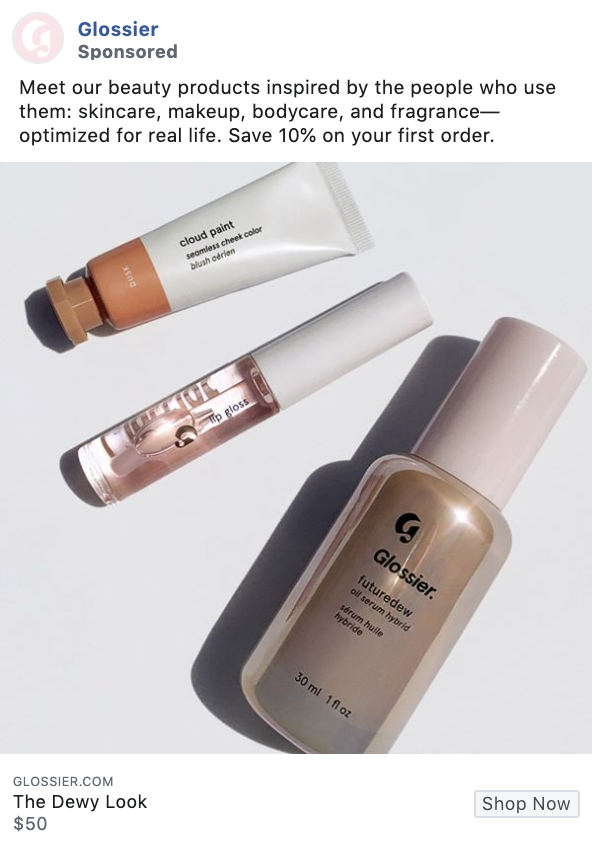 Glossier
Sponsored
Meet our beauty products inspired by the people who use
them: skincare, makeup, bodycare, and fragrance—
optimized for real life. Save 10% on your first order.
cloud paint
seamless cheek color
blush aérien
DUSK
lip gloss
Glossier.
futuredew
oil serum hybrid
sérum huile
hybride
30 ml 1 fl oz
GLOSSIER.COM
The Dewy Look
$50
Shop Now